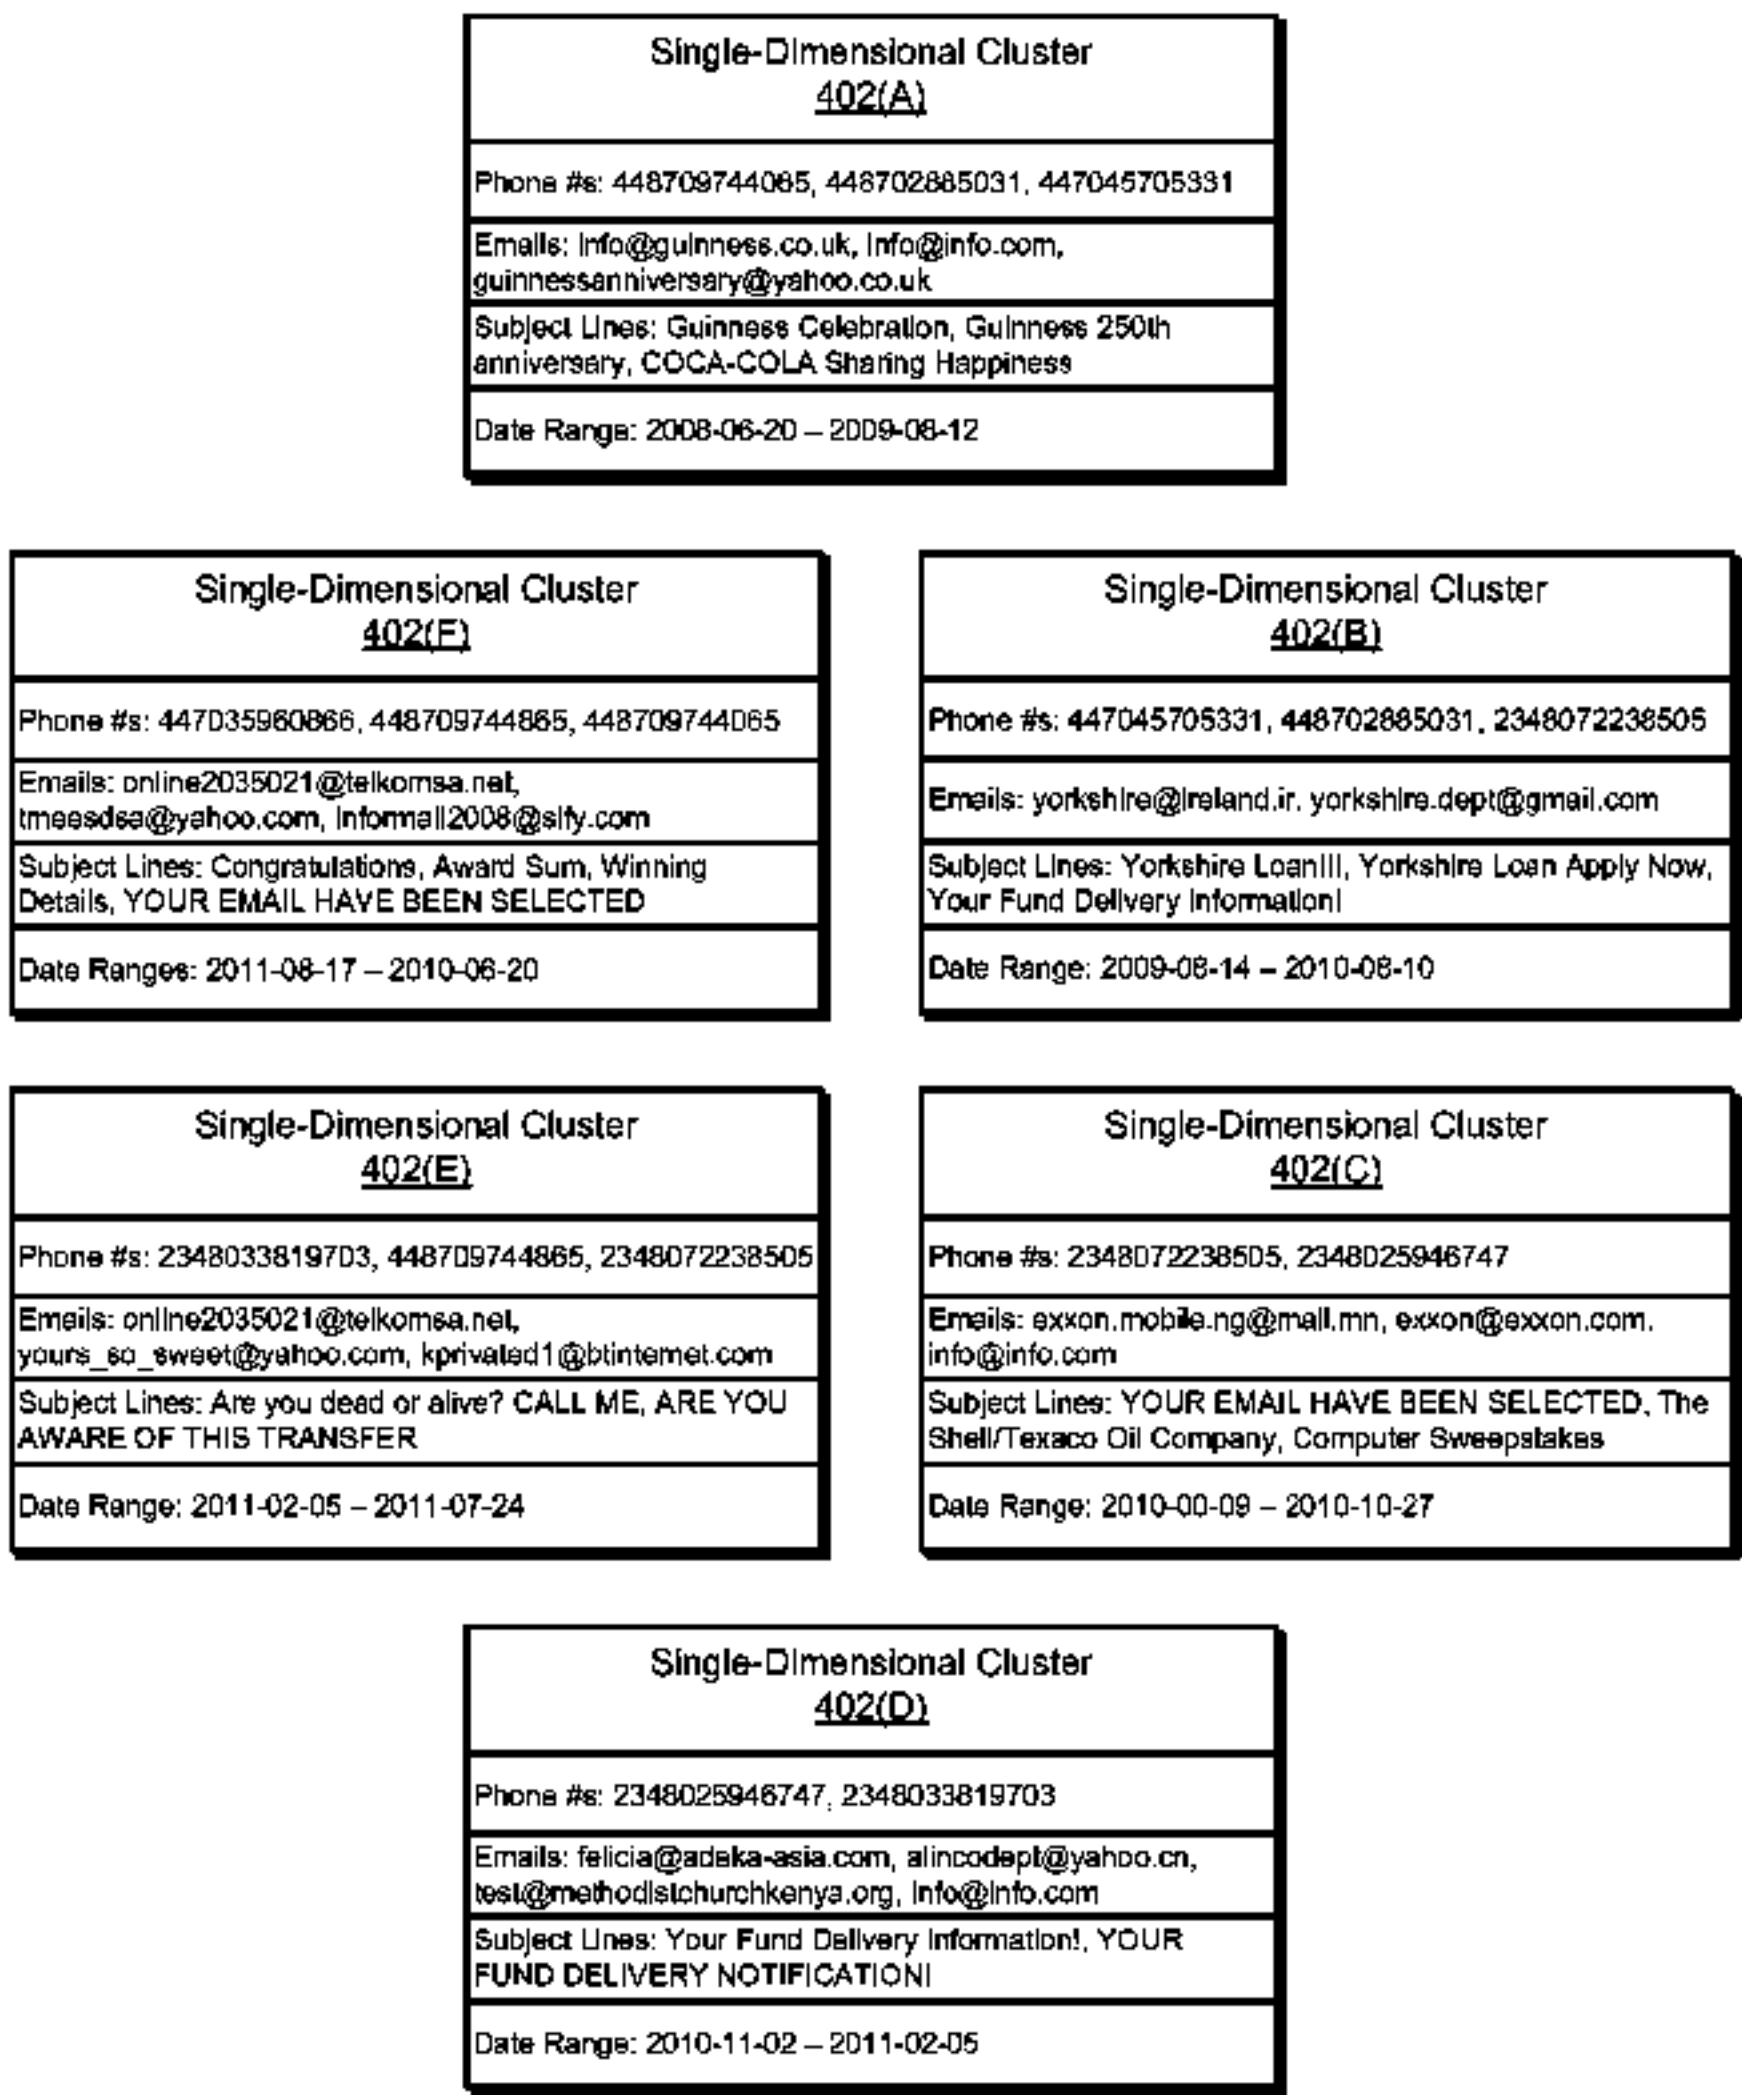 Single-Dimensional Cluster
402(A)
Phone #s: 448709744065, 448702885031, 447045705331
Emails: info@guinness.co.uk, info@info.com,
guinnessanniversary@yahoo.co.uk
Subject Lines: Guinness Celebration, Guinness 250th
anniversary, COCA-COLA Sharing Happiness
Date Range: 2008-06-20 – 2009-08-12
Single-Dimensional Cluster
402(F)
Phone #s: 447035960866, 448709744865, 448709744065
Emails: online2035021@telkomsa.net,
tmeesdsa@yahoo.com, informail2008@sify.com
Subject Lines: Congratulations, Award Sum, Winning
Details, YOUR EMAIL HAVE BEEN SELECTED
Date Ranges: 2011-08-17 – 2010-06-20
Single-Dimensional Cluster
402(B)
Phone #s: 447045705331, 448702885031, 2348072238505
Emails: yorkshire@ireland.ir, yorkshire.dept@gmail.com
Subject Lines: Yorkshire Loan!!!, Yorkshire Loan Apply Now,
Your Fund Delivery Information!
Date Range: 2009-08-14 – 2010-08-10
Single-Dimensional Cluster
402(E)
Phone #s: 2348033819703, 448709744865, 2348072238505
Emails: online2035021@telkomsa.net,
yours_so_sweet@yahoo.com, kprivated1@btinternet.com
Subject Lines: Are you dead or alive? CALL ME, ARE YOU
AWARE OF THIS TRANSFER
Date Range: 2011-02-05 – 2011-07-24
Single-Dimensional Cluster
402(C)
Phone #s: 2348072238505, 2348025946747
Emails: exxon.mobile.ng@mail.mn, exxon@exxon.com,
info@info.com
Subject Lines: YOUR EMAIL HAVE BEEN SELECTED, The
Shell/Texaco Oil Company, Computer Sweepstakes
Date Range: 2010-00-09 – 2010-10-27
Single-Dimensional Cluster
402(D)
Phone #s: 2348025946747, 2348033819703
Emails: felicia@adeka-asia.com, alincodept@yahoo.cn,
test@methodistchurchkenya.org, info@info.com
Subject Lines: Your Fund Delivery Information!, YOUR
FUND DELIVERY NOTIFICATION!
Date Range: 2010-11-02 – 2011-02-05